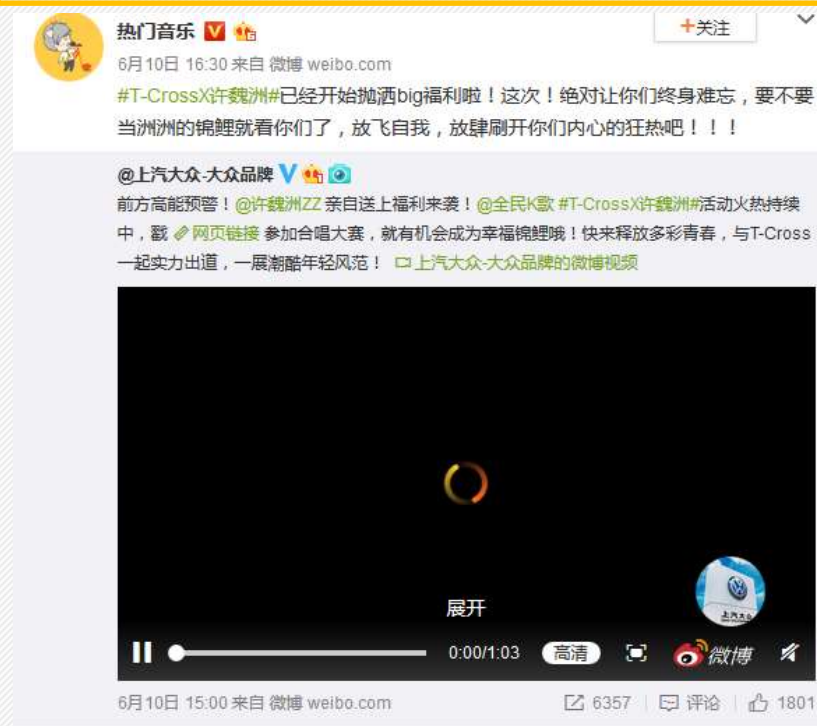 热门音乐
+关注
6月10日 16:30 来自 微博 weibo.com
#T-CrossX许魏洲#已经开始抛洒big福利啦！这次！绝对让你们终身难忘，要不要
当洲洲的锦鲤就看你们了，放飞自我，放肆刷开你们内心的狂热吧！！！
@上汽大众-大众品牌
前方高能预警！@许魏洲ZZ 亲自送上福利来袭！@全民K歌 #T-CrossX许魏洲#活动火热持续
中，戳 网页链接 参加合唱大赛，就有机会成为幸福锦鲤哦！快来释放多彩青春，与T-Cross
一起实力出道，一展潮酷年轻风范！ 上汽大众-大众品牌的微博视频
上汽大众
展开
0:00/1:03 高清 微博
6月10日 15:00 来自 微博 weibo.com 6357 评论 1801